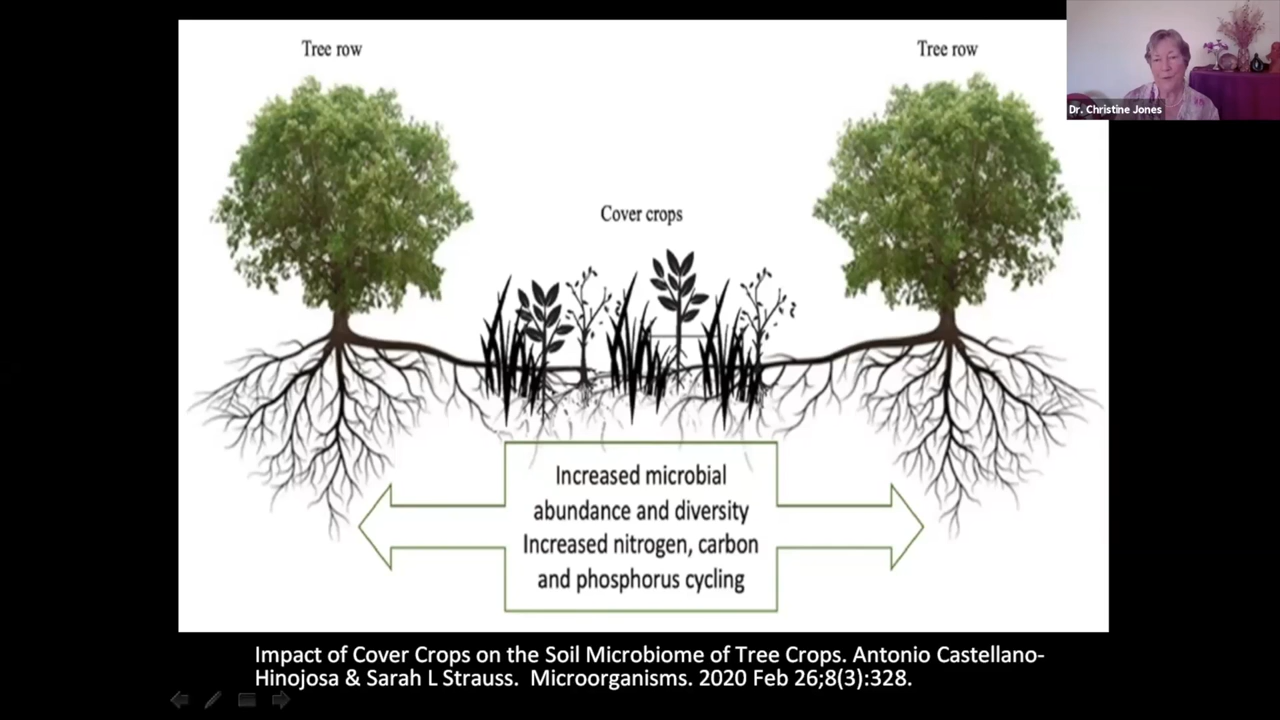 Tree row
Tree row
Dr. Christine Jones
Cover crops
Increased microbial
abundance and diversity
Increased nitrogen, carbon
and phosphorus cycling
Impact of Cover Crops on the Soil Microbiome of Tree Crops. Antonio Castellano-
Hinojosa & Sarah L Strauss.  Microorganisms. 2020 Feb 26;8(3):328.